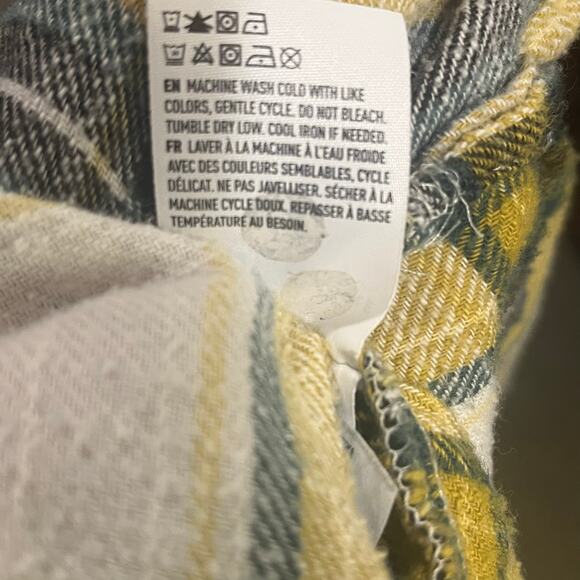 EN MACHINE WASH COLD WITH LIKE
COLORS, GENTLE CYCLE. DO NOT BLEACH.
TUMBLE DRY LOW. COOL IRON IF NEEDED.
FR LAVER À LA MACHINE À L'EAU FROIDE
AVEC DES COULEURS SEMBLABLES, CYCLE
DÉLICAT. NE PAS JAVELLISER. SÉCHER À LA
MACHINE CYCLE DOUX. REPASSER À BASSE
TEMPÉRATURE AU BESOIN.